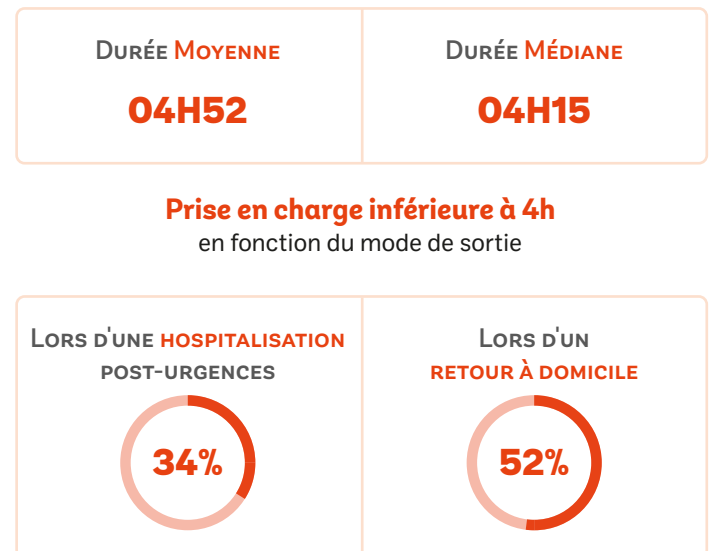 Durée Moyenne
04H52
Durée Médiane
04H15
Prise en charge inférieure à 4h
en fonction du mode de sortie
Lors d'une hospitalisation
post-urgences
34%
Lors d'un
retour à domicile
52%